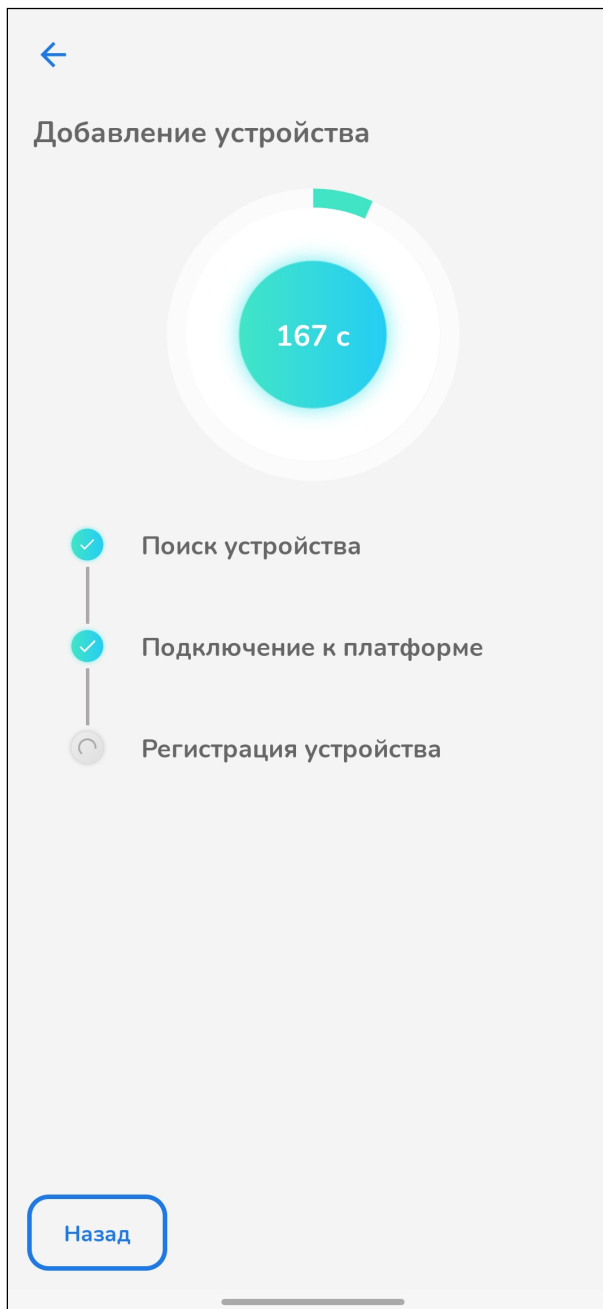 Добавление устройства
167 с
Поиск устройства
Подключение к платформе
Регистрация устройства
Назад